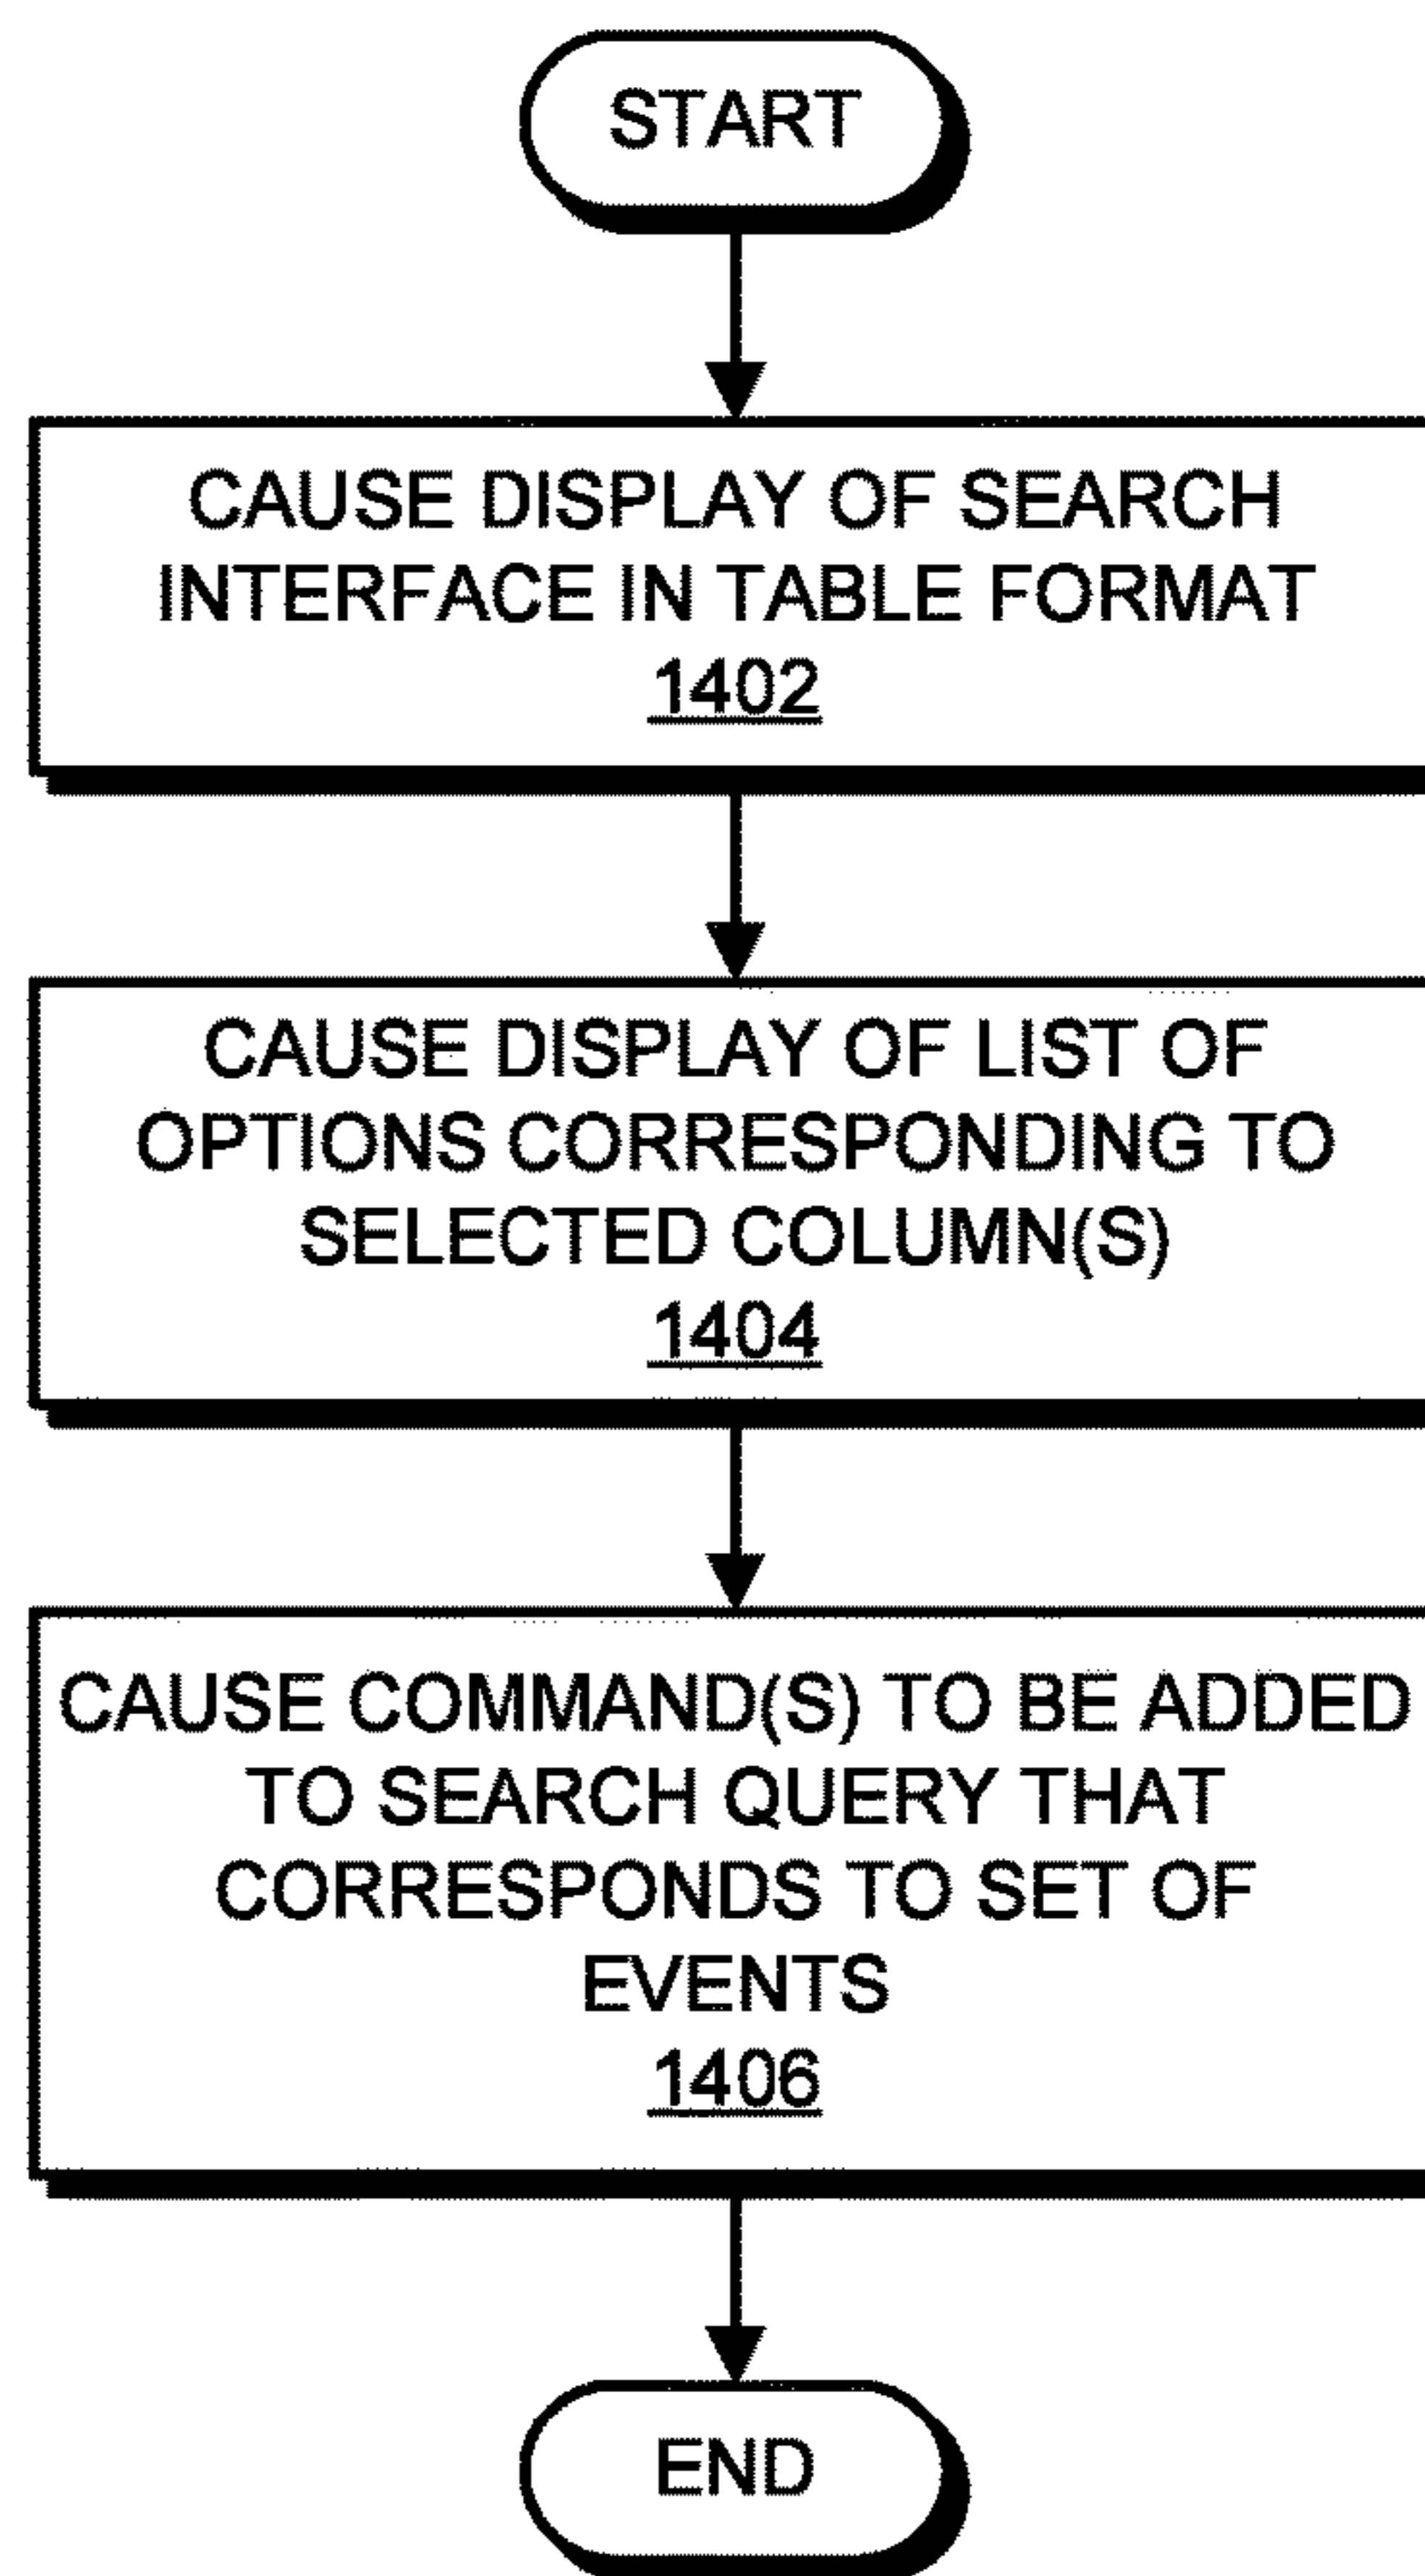 START
CAUSE DISPLAY OF SEARCH
INTERFACE IN TABLE FORMAT
1402
CAUSE DISPLAY OF LIST OF
OPTIONS CORRESPONDING TO
SELECTED COLUMN(S)
1404
CAUSE COMMAND(S) TO BE ADDED
TO SEARCH QUERY THAT
CORRESPONDS TO SET OF
EVENTS
1406
END